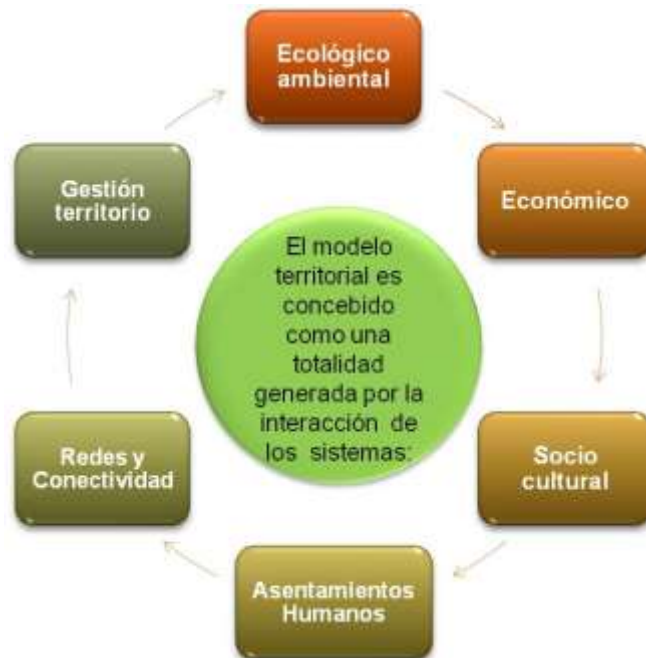 Ecológico
ambiental
Económico
Socio
cultural
Asentamientos
Humanos
Redes y
Conectividad
Gestión
territorio
El modelo
territorial es
concebido
como una
totalidad
generada por la
interacción de
los sistemas: